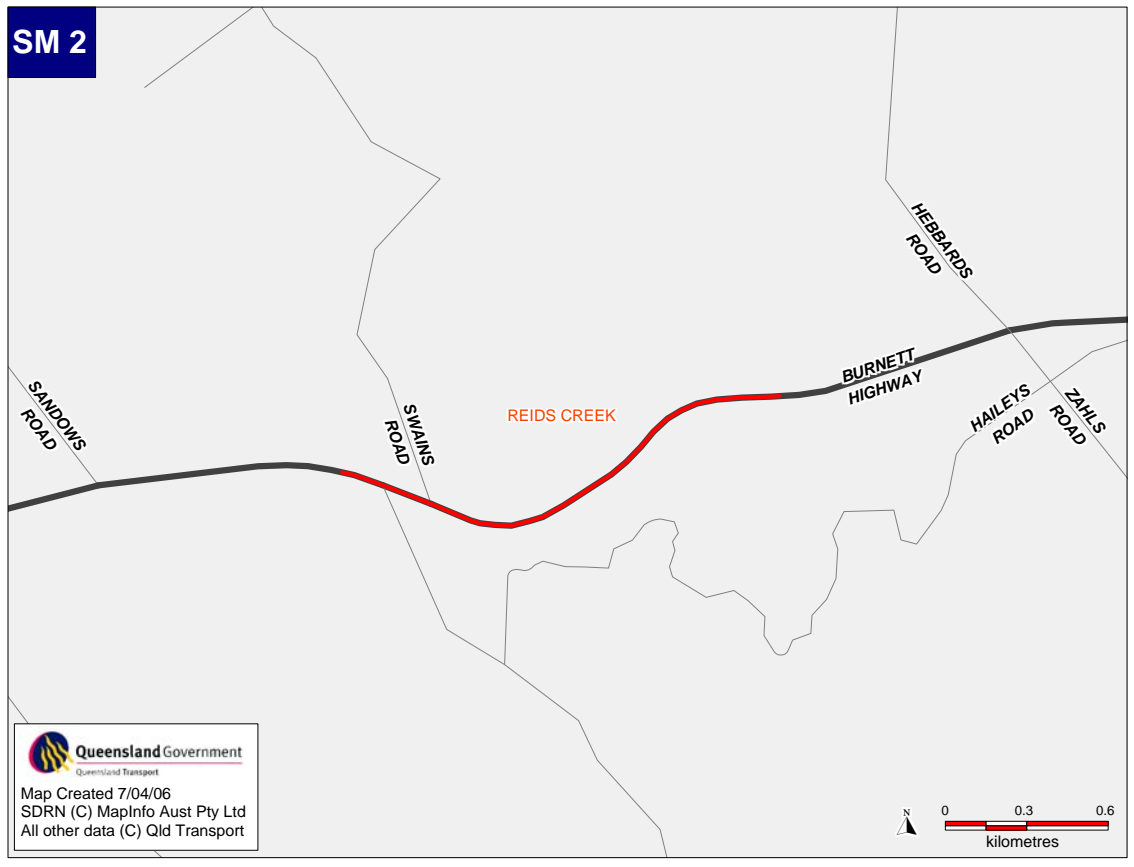 SM 2
HEBBARDS
ROAD
BURNETT
HIGHWAY
SANDOWS
ROAD
SWAINS
ROAD
REIDS CREEK
HAILEYS
ROAD
ZAHLS
ROAD
Queensland Government
Queensland Transport
Map Created 7/04/06
SDRN (C) MapInfo Aust Pty Ltd
All other data (C) Qld Transport
N
0 0.3 0.6
kilometres